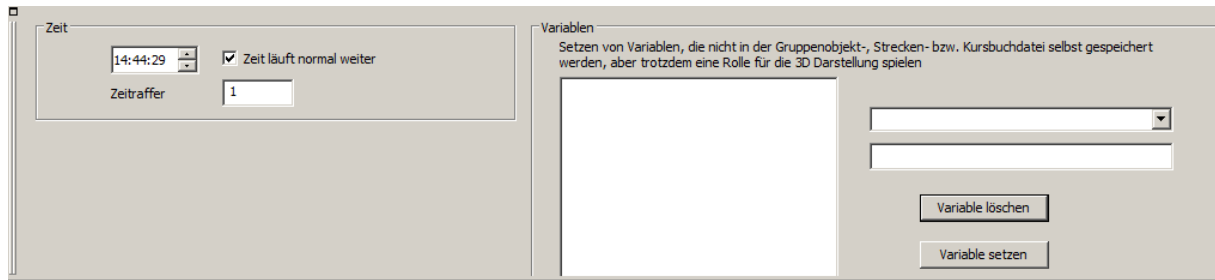 Zeit
14:44:29
Zeit läuft normal weiter
Zeitraffer
1
Variablen
Setzen von Variablen, die nicht in der Gruppenobjekt-, Strecken- bzw. Kursbuchdatei selbst gespeichert
werden, aber trotzdem eine Rolle für die 3D Darstellung spielen
Variable löschen
Variable setzen